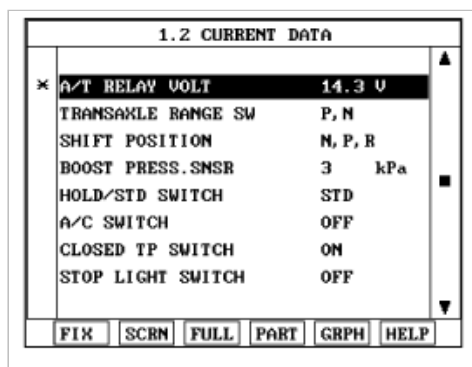 1.2 CURRENT DATA
* A/T RELAY VOLT 14.3 V
TRANSAXLE RANGE SW P,N
SHIFT POSITION N,P,R
BOOST PRESS.SNSR 3 kPa
HOLD/STD SWITCH STD
A/C SWITCH OFF
CLOSED TP SWITCH ON
STOP LIGHT SWITCH OFF
FIX SCRN FULL PART GRPH HELP